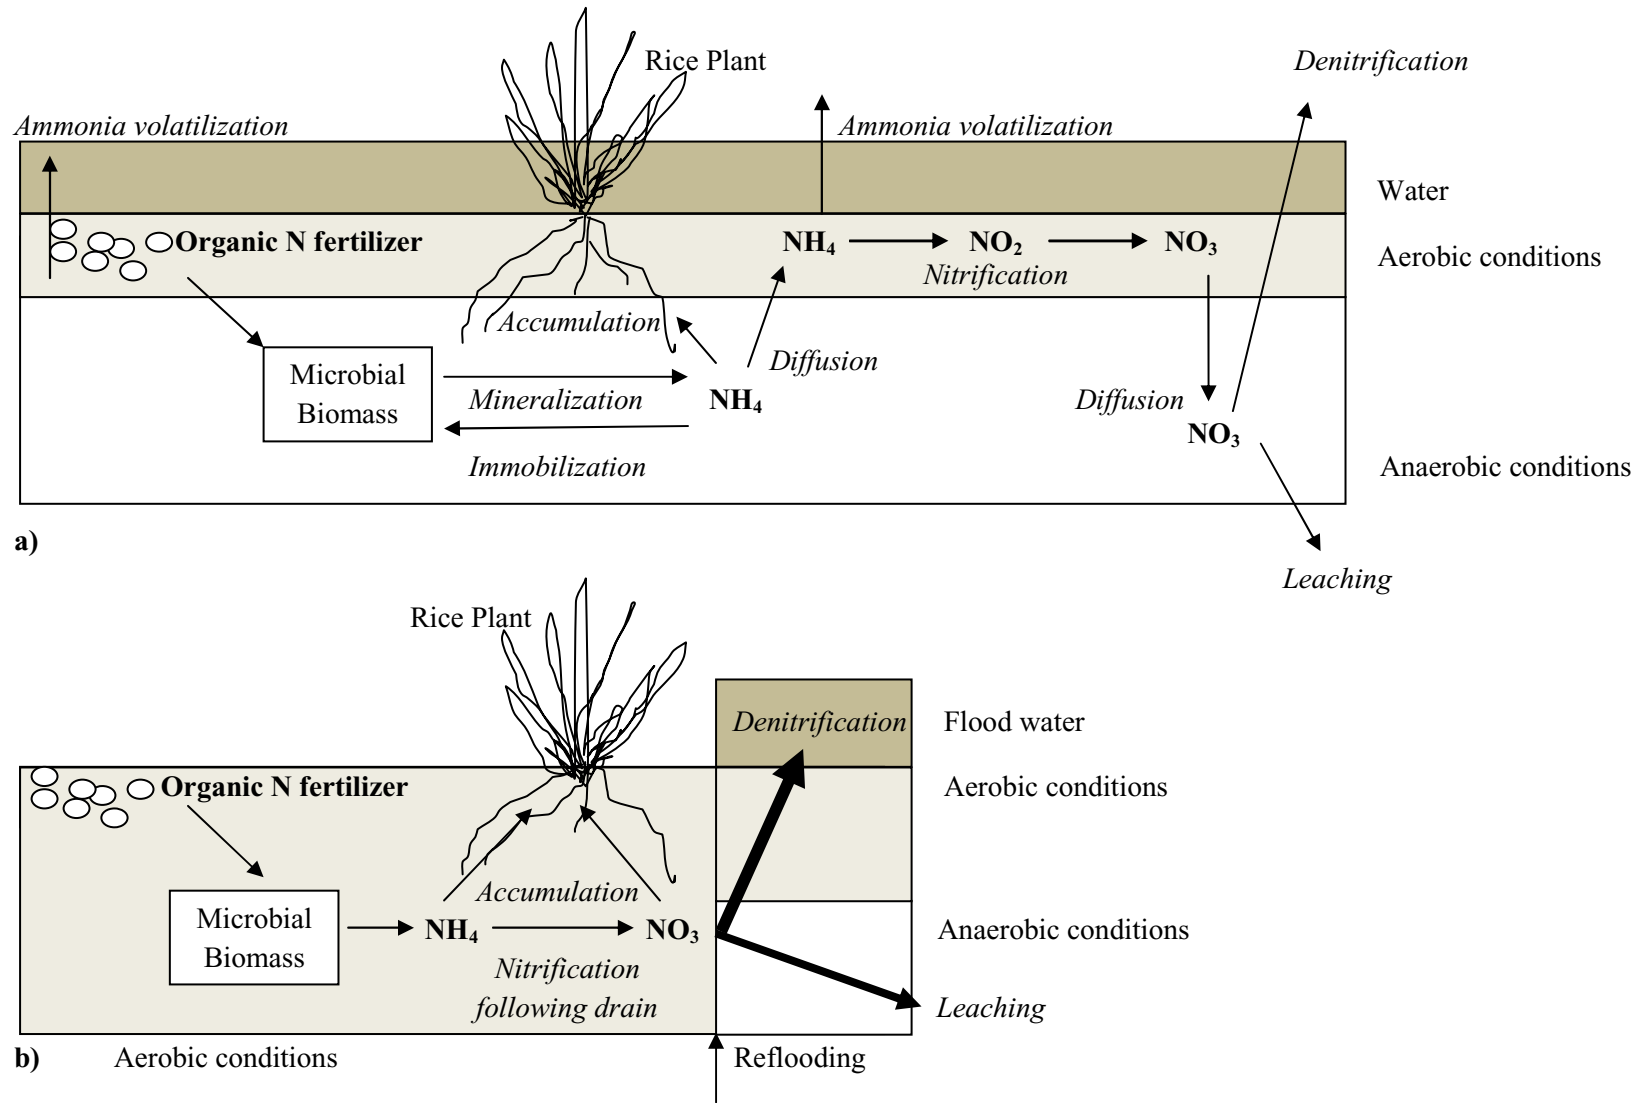 Rice Plant
Denitrification
Ammonia volatilization
Ammonia volatilization
Water
Organic N fertilizer
NH₄
NO₂
NO₃
Nitrification
Aerobic conditions
Accumulation
Diffusion
Microbial
Biomass
Mineralization
NH₄
Diffusion
NO₃
Immobilization
Anaerobic conditions
a)
Leaching
Rice Plant
Denitrification
Flood water
Organic N fertilizer
Aerobic conditions
Accumulation
Microbial
Biomass
NH₄
NO₃
Anaerobic conditions
Nitrification
following drain
Leaching
b)
Aerobic conditions
Reflooding